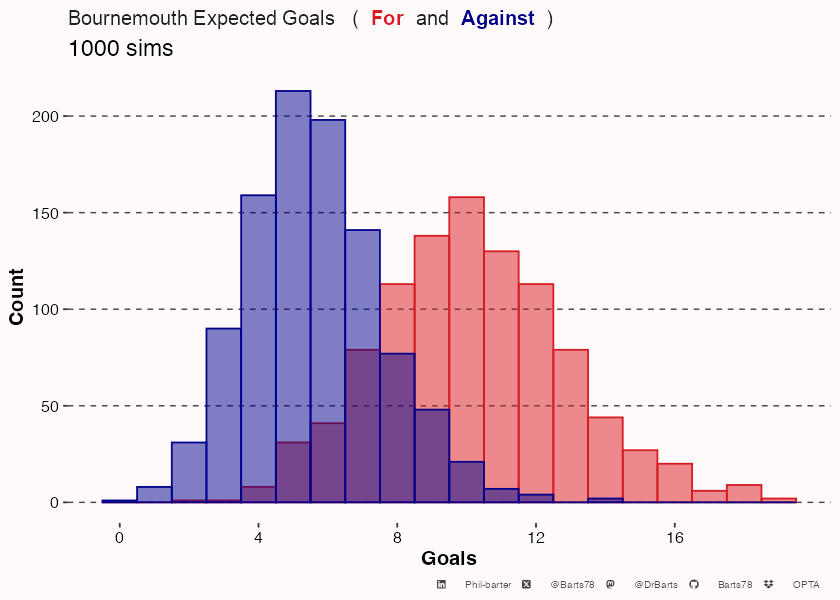 Bournemouth Expected Goals ( For and Against )
1000 sims
Count
200
150
100
50
0
0 4 8 12 16
Goals
Phil-barter @Barts78 @DrBarts Barts78 OPTA